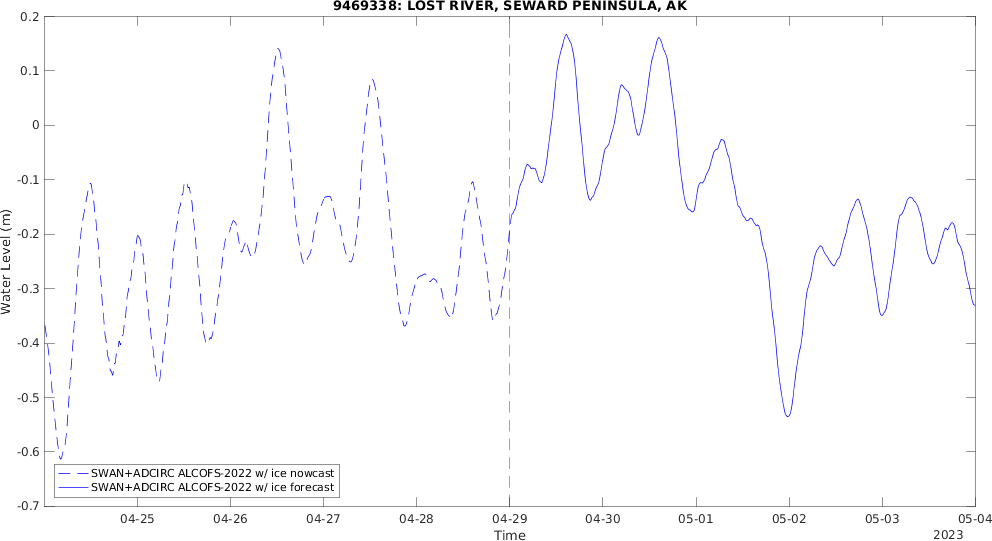 9469338: LOST RIVER, SEWARD PENINSULA, AK
0.2
0.1
0
-0.1
-0.2
-0.3
-0.4
-0.5
-0.6
-0.7
Water Level (m)
SWAN+ADCIRC ALCOFS-2022 w/ ice nowcast
SWAN+ADCIRC ALCOFS-2022 w/ ice forecast
04-25 04-26 04-27 04-28 04-29 04-30 05-01 05-02 05-03 05-04
Time
2023